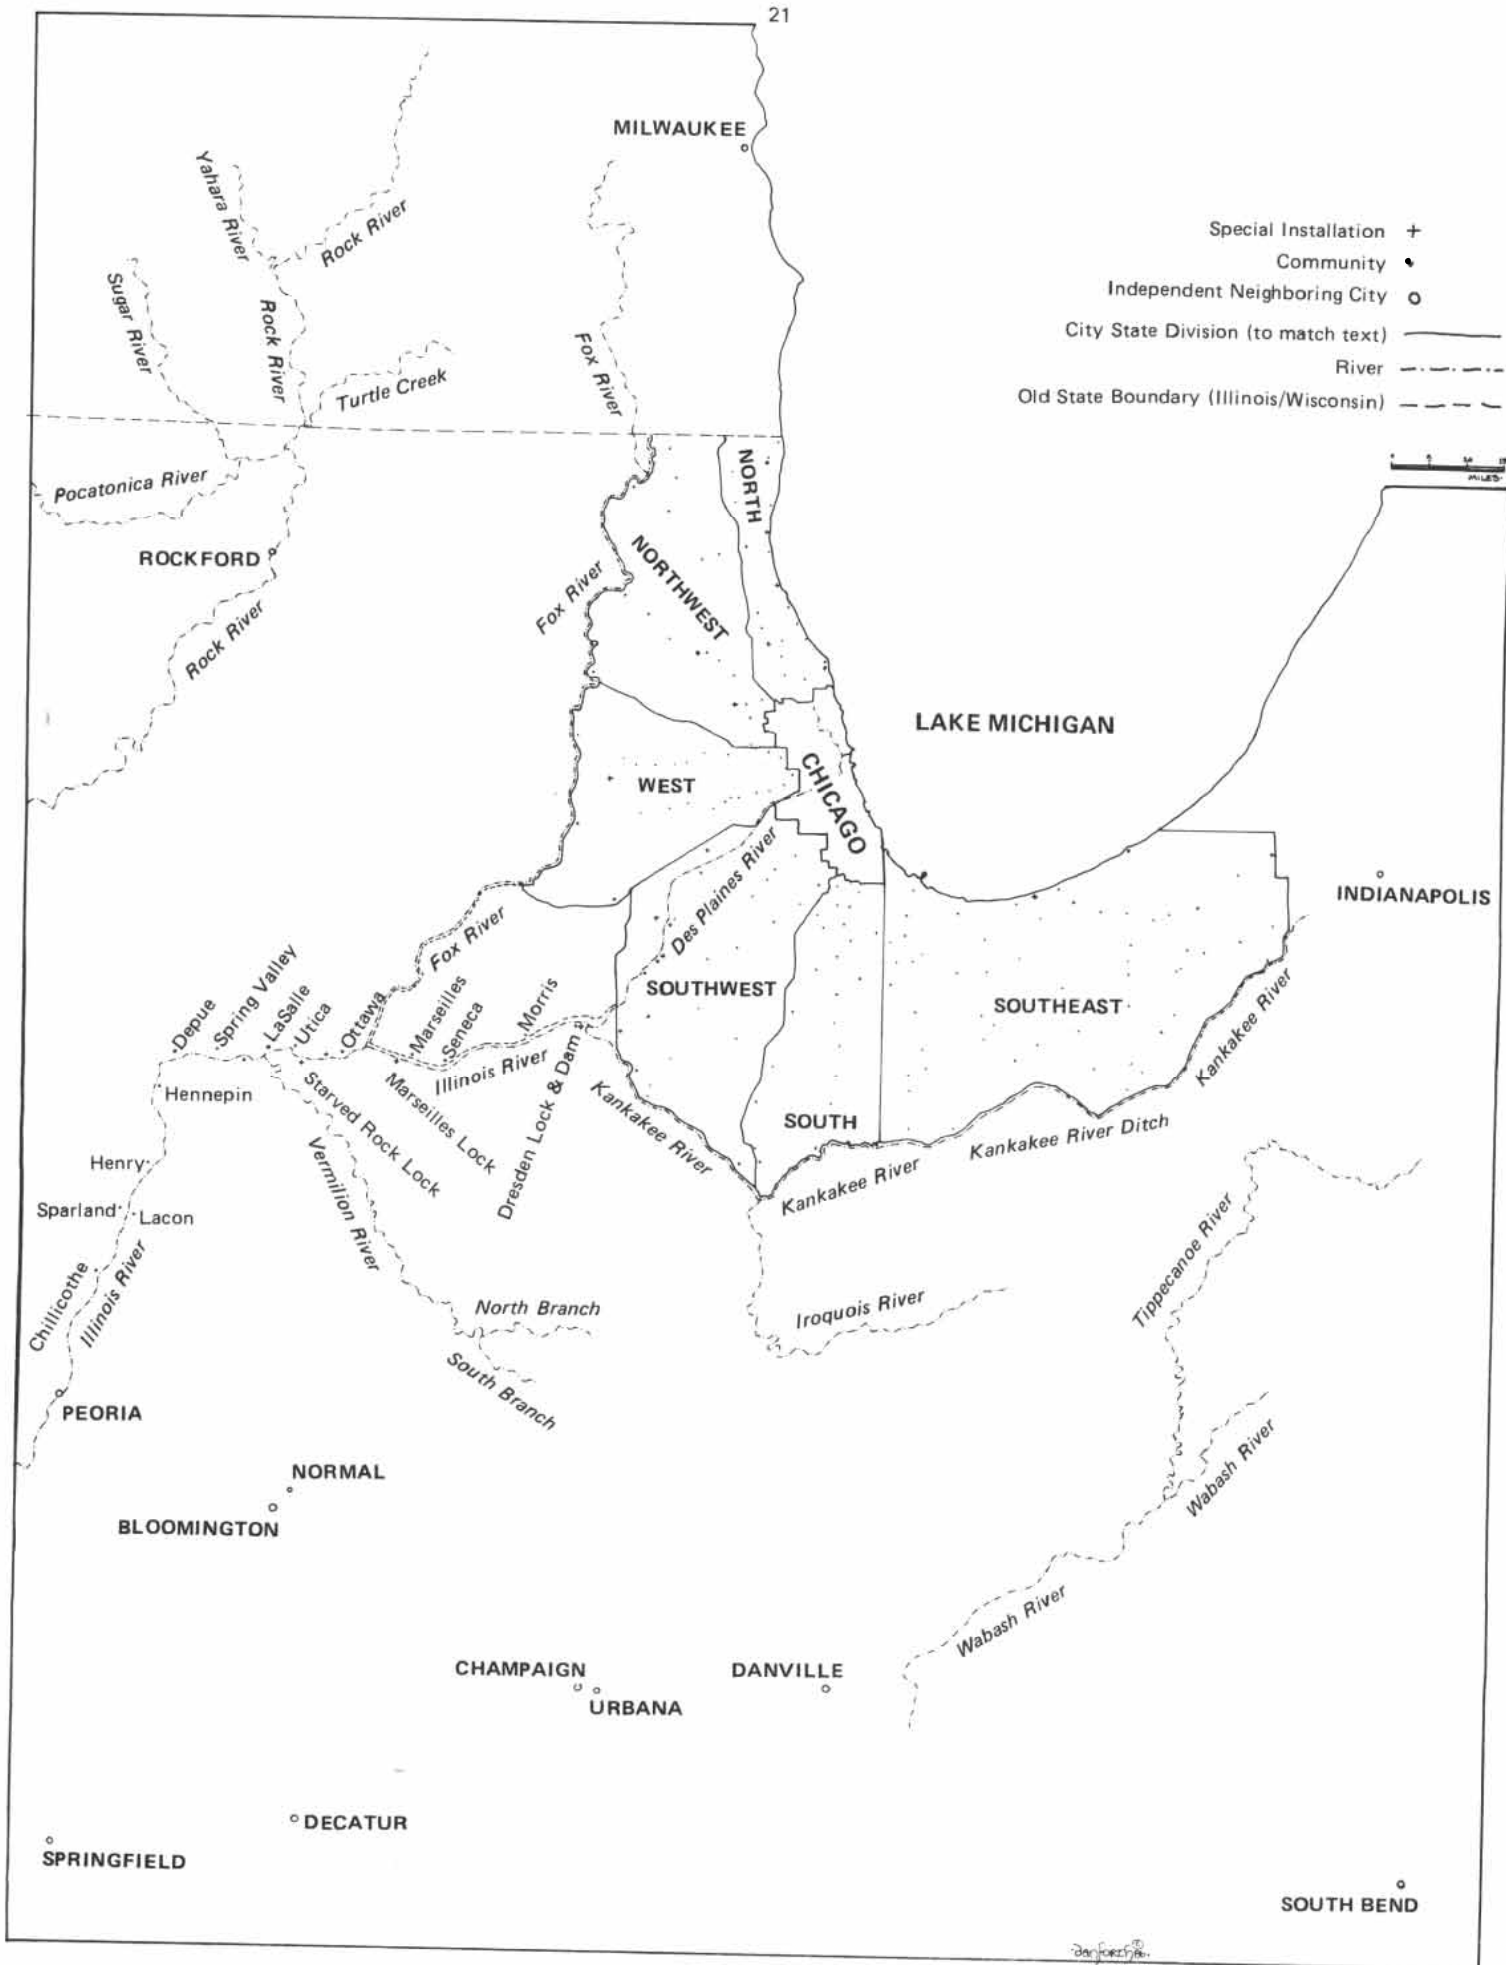 21
MILWAUKEE
Yahara River
Rock River
Sugar River
Rock River
Fox River
Turtle Creek
Special Installation
Community
Independent Neighboring City
City State Division (to match text)
River
Old State Boundary (Illinois/Wisconsin)
MILES
Pocatonica River
NORTH
ROCKFORD
NORTHWEST
Fox River
Rock River
LAKE MICHIGAN
WEST
CHICAGO
Des Plaines River
INDIANAPOLIS
Fox River
SOUTHWEST
SOUTHEAST
Depue
Spring Valley
LaSalle
Utica
Ottawa
Marseilles
Seneca
Morris
Illinois River
Kankakee River
Hennepin
Starved Rock Lock
Marseilles Lock
Dresden Lock & Dam
Kankakee River
SOUTH
Kankakee River Ditch
Henry
Vermilion River
Kankakee River
Sparland
Lacon
Chillicothe
Illinois River
Tippecanoe River
North Branch
Iroquois River
South Branch
PEORIA
NORMAL
Wabash River
BLOOMINGTON
Wabash River
CHAMPAIGN
URBANA
DANVILLE
DECATUR
SPRINGFIELD
SOUTH BEND